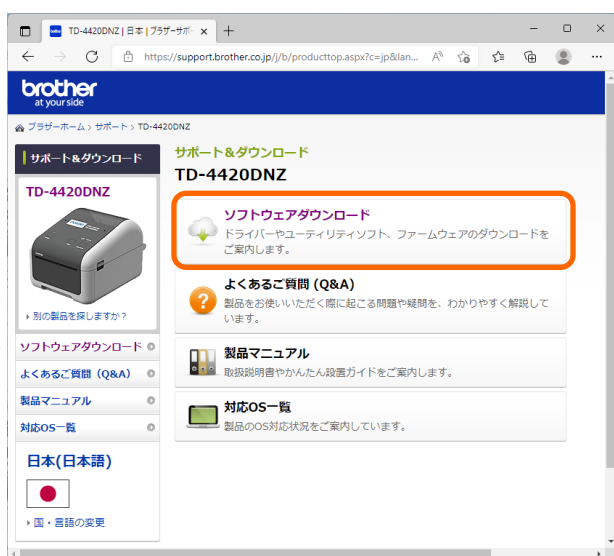 TD-4420DNZ | 日本 | ブラザーサポー
https://support.brother.co.jp/j/b/producttop.aspx?c=jp&lan...
brother
at your side
ブラザーホーム > サポート > TD-4420DNZ
サポート&ダウンロード
TD-4420DNZ
別の製品を探しますか?
ソフトウェアダウンロード
よくあるご質問(Q&A)
製品マニュアル
対応OS一覧
日本(日本語)
国・言語の変更
サポート&ダウンロード
TD-4420DNZ
ソフトウェアダウンロード
ドライバーやユーティリティソフト、ファームウェアのダウンロードを
ご案内します。
よくあるご質問 (Q&A)
製品をお使いいただく際に起こる問題や疑問を、わかりやすく解説して
います。
製品マニュアル
取扱説明書やかんたん設置ガイドをご案内します。
対応OS一覧
製品のOS対応状況をご案内しています。